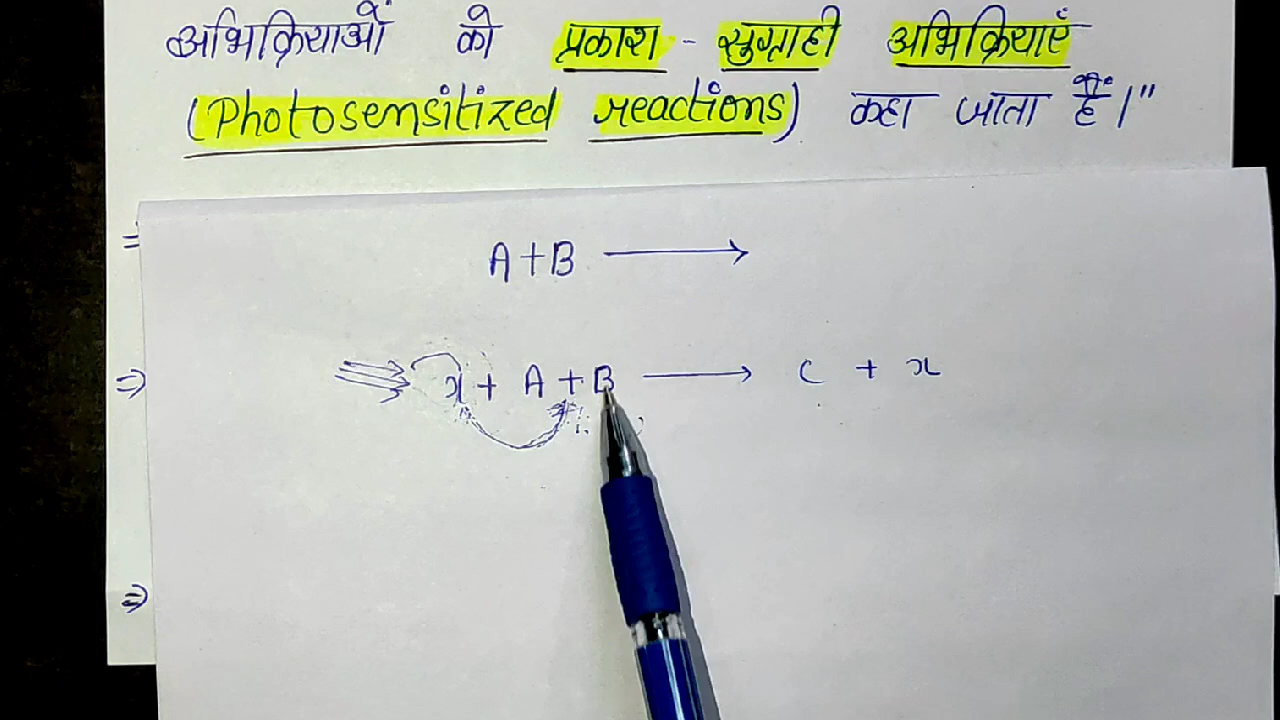 अभिक्रियाओं को प्रकाश - सुग्राही अभिक्रियाएँ
(Photosensitized reactions) कहा जाता हैं।"
= A+B ⟶
⇒ x + A + B ⟶ C + x
⇒